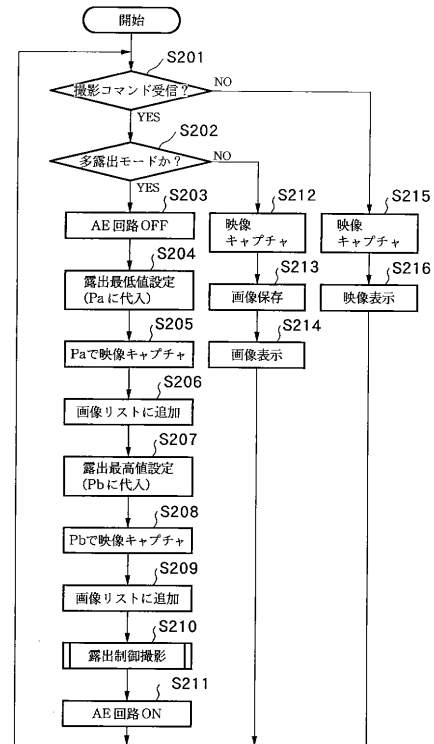 開始
S201
撮影コマンド受信?
NO
YES
S202
多露出モードか?
NO
YES
S203
AE回路OFF
S204
露出最低値設定
(Paに代入)
S205
Paで映像キャプチャ
S206
画像リストに追加
S207
露出最高値設定
(Pbに代入)
S208
Pbで映像キャプチャ
S209
画像リストに追加
S210
露出制御撮影
S211
AE回路ON
S212
映像
キャプチャ
S213
画像保存
S214
画像表示
S215
映像
キャプチャ
S216
映像表示